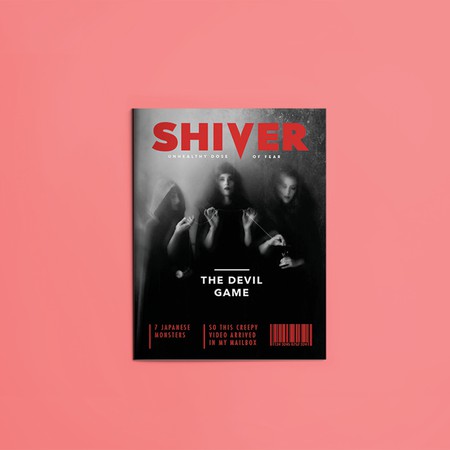 SHIVER
UNHEALTHY DOSE OF FEAR
THE DEVIL
GAME
7 JAPANESE
MONSTERS
SO THIS CREEPY
VIDEO ARRIVED
IN MY MAILBOX